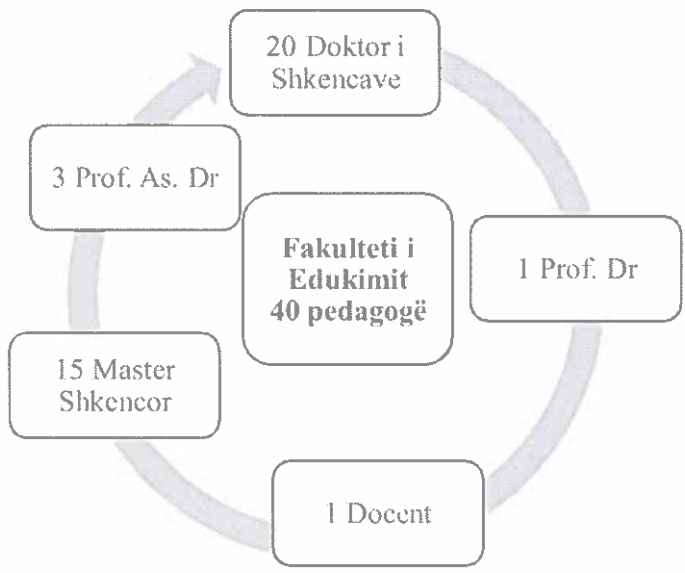 20 Doktor i
Shkencave
1 Prof. Dr
1 Docent
15 Master
Shkencor
3 Prof. As. Dr
Fakulteti i
Edukimit
40 pedagogë